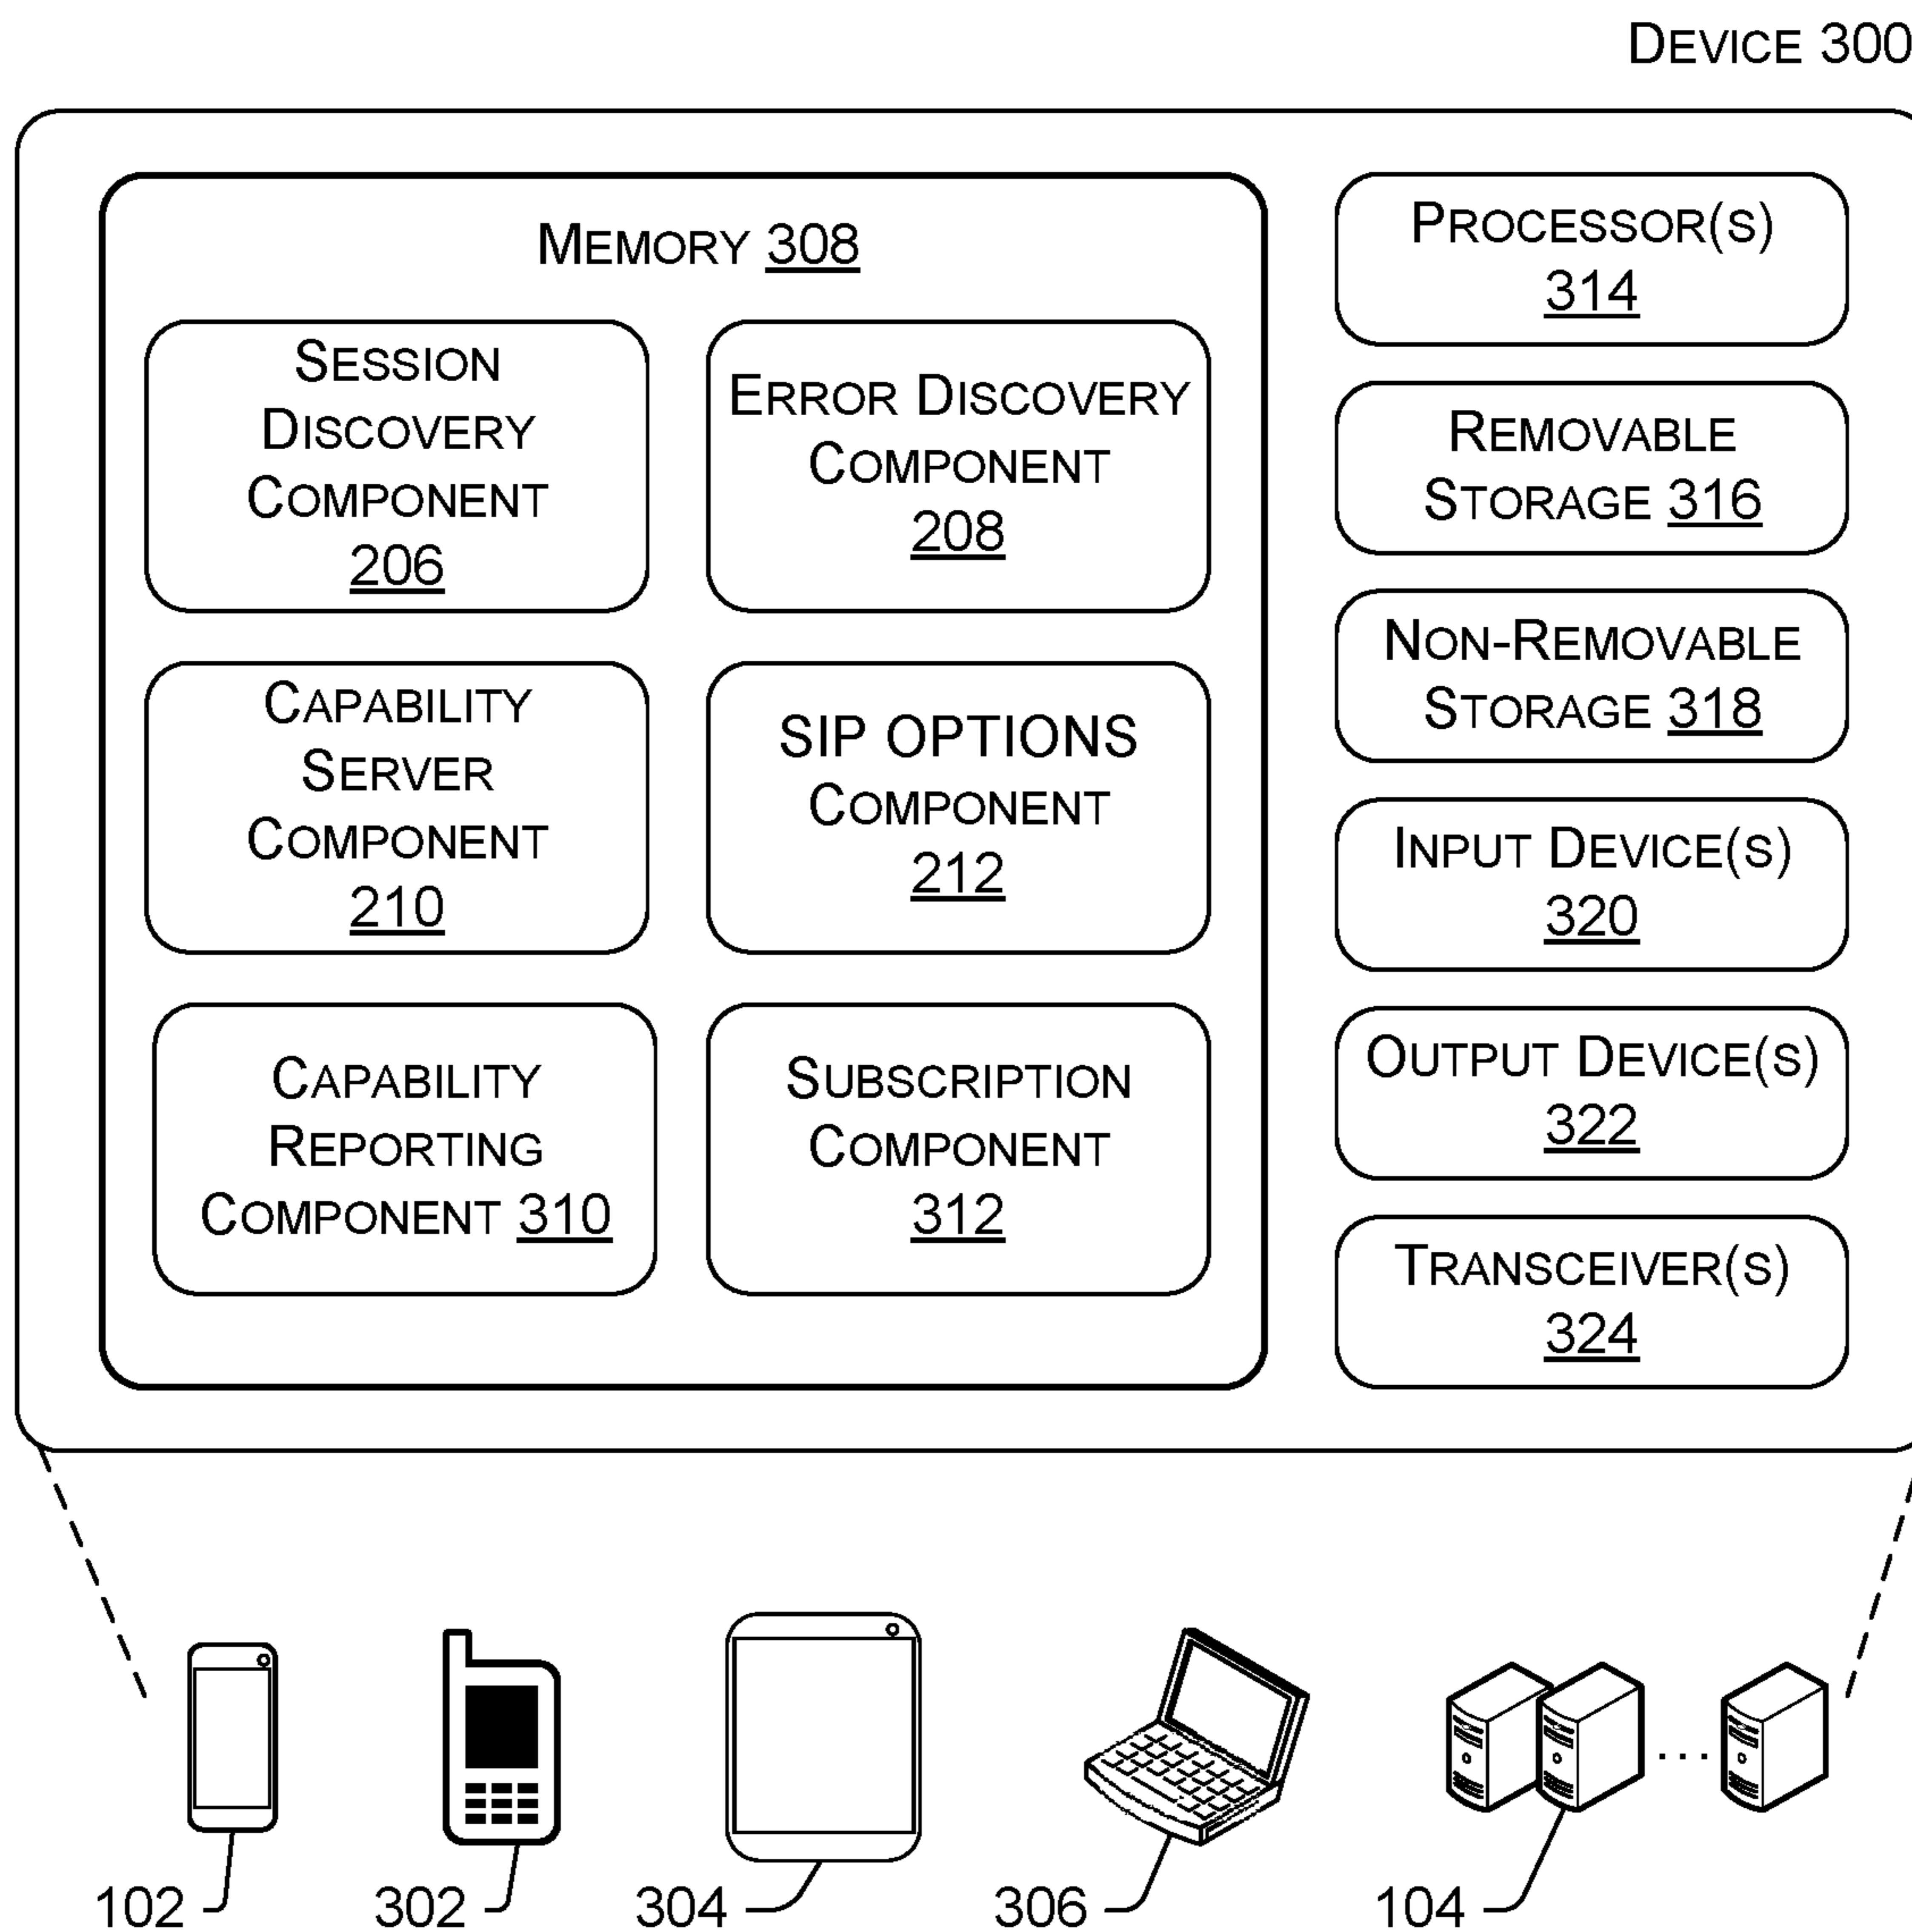 DEVICE 300
MEMORY 308
SESSION
DISCOVERY
COMPONENT
206
ERROR DISCOVERY
COMPONENT
208
CAPABILITY
SERVER
COMPONENT
210
SIP OPTIONS
COMPONENT
212
CAPABILITY
REPORTING
COMPONENT 310
SUBSCRIPTION
COMPONENT
312
PROCESSOR(S)
314
REMOVABLE
STORAGE 316
NON-REMOVABLE
STORAGE 318
INPUT DEVICE(S)
320
OUTPUT DEVICE(S)
322
TRANSCEIVER(S)
324
...
102
302
304
306
104